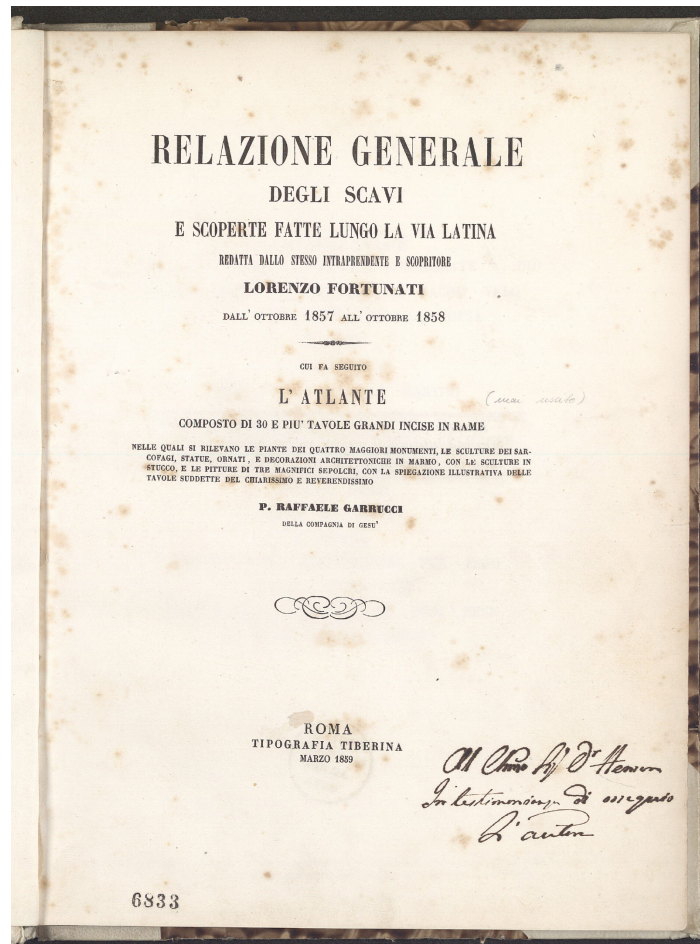 RELAZIONE GENERALE
DEGLI SCAVI
E SCOPERTE FATTE LUNGO LA VIA LATINA
REDATTA DALLO STESSO INTRAPRENDENTE E SCOPRITORE
LORENZO FORTUNATI
DALL' OTTOBRE 1857 ALL' OTTOBRE 1858
CUI FA SEGUITO
L' ATLANTE
(mai usato)
COMPOSTO DI 30 E PIU' TAVOLE GRANDI INCISE IN RAME
NELLE QUALI SI RILEVANO LE PIANTE DEI QUATTRO MAGGIORI MONUMENTI, LE SCULTURE DEI SAR-
COFAGI, STATUE, ORNATI, E DECORAZIONI ARCHITETTONICHE IN MARMO, CON LE SCULTURE IN
STUCCO, E LE PITTURE DI TRE MAGNIFICI SEPOLCRI, CON LA SPIEGAZIONE ILLUSTRATIVA DELLE
TAVOLE SUDDETTE DEL CHIARISSIMO E REVERENDISSIMO
P. RAFFAELE GARRUCCI
DELLA COMPAGNIA DI GESU'
ROMA
TIPOGRAFIA TIBERINA
MARZO 1859
Al Chmo Sig Dr
In testimonianza di ossequio
L' autore
6833